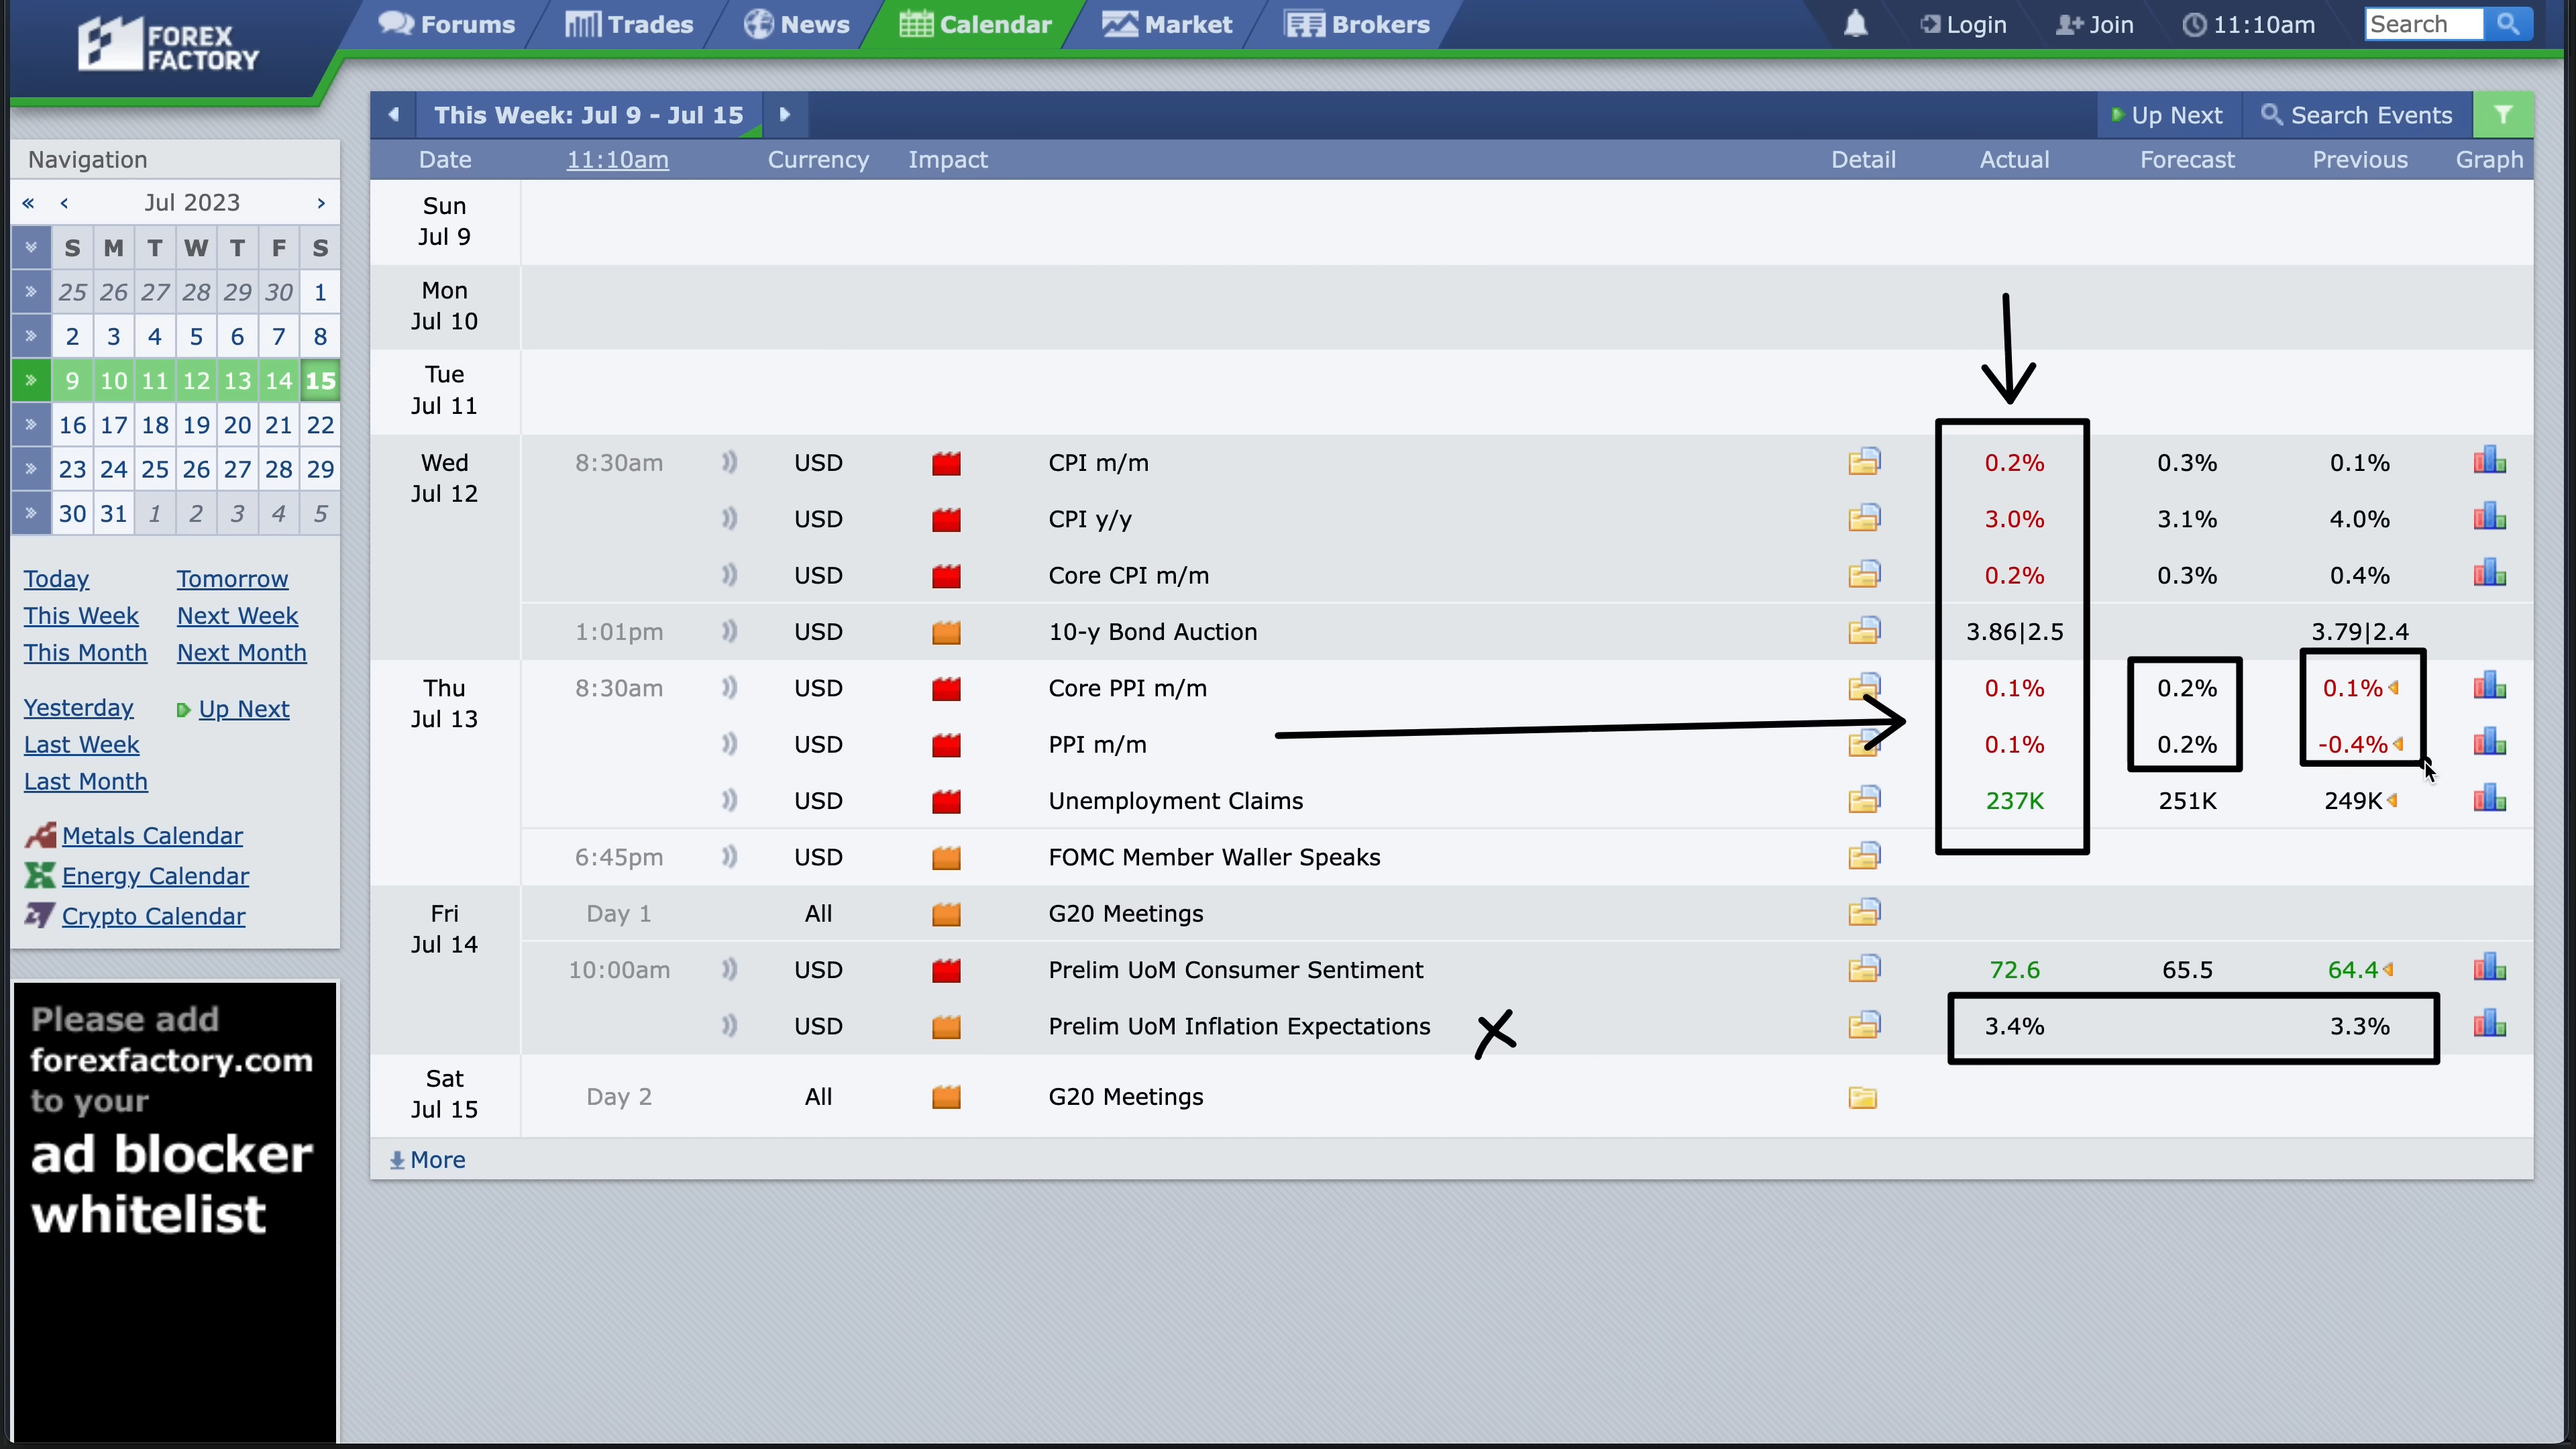 FOREX
FACTORY
Forums Trades News Calendar Market Brokers Login Join 11:10am Search
This Week: Jul 9 - Jul 15 Up Next Search Events
Date 11:10am Currency Impact Detail Actual Forecast Previous Graph
Sun
Jul 9
Mon
Jul 10
Tue
Jul 11
Wed
Jul 12
8:30am USD CPI m/m 0.2% 0.3% 0.1%
USD CPI y/y 3.0% 3.1% 4.0%
USD Core CPI m/m 0.2% 0.3% 0.4%
1:01pm USD 10-y Bond Auction 3.86|2.5 3.79|2.4
Thu
Jul 13
8:30am USD Core PPI m/m 0.1% 0.2% 0.1%
USD PPI m/m 0.1% 0.2% -0.4%
USD Unemployment Claims 237K 251K 249K
6:45pm USD FOMC Member Waller Speaks
Fri
Jul 14
Day 1 All G20 Meetings
10:00am USD Prelim UoM Consumer Sentiment 72.6 65.5 64.4
USD Prelim UoM Inflation Expectations 3.4% 3.3%
Sat
Jul 15
Day 2 All G20 Meetings
More
Navigation
« ‹ Jul 2023 ›
S M T W T F S
25 26 27 28 29 30 1
2 3 4 5 6 7 8
9 10 11 12 13 14 15
16 17 18 19 20 21 22
23 24 25 26 27 28 29
30 31 1 2 3 4 5
Today Tomorrow
This Week Next Week
This Month Next Month
Yesterday Up Next
Last Week
Last Month
Metals Calendar
Energy Calendar
Crypto Calendar
Please add
forexfactory.com
to your
ad blocker
whitelist